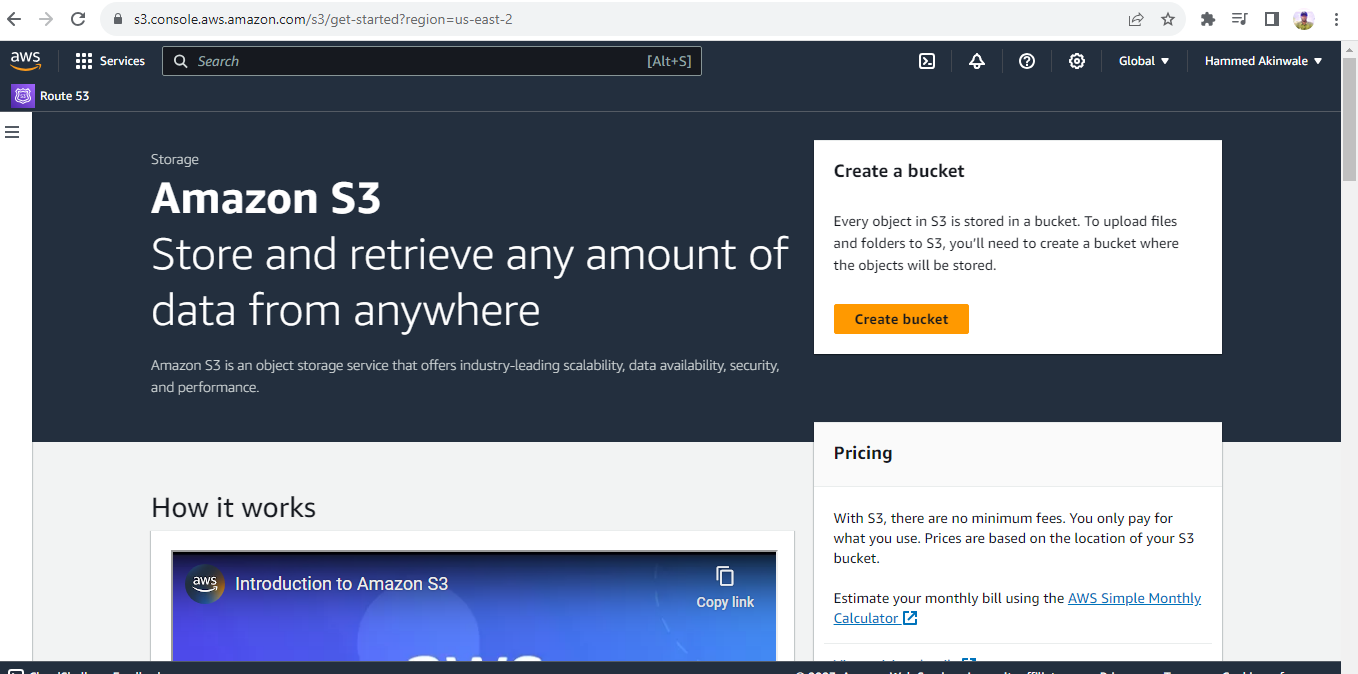 s3.console.aws.amazon.com/s3/get-started?region=us-east-2
aws
Services
Search
[Alt+S]
Global
Hammed Akinwale
Route 53
Storage
Amazon S3
Store and retrieve any amount of
data from anywhere
Amazon S3 is an object storage service that offers industry-leading scalability, data availability, security,
and performance.
Create a bucket
Every object in S3 is stored in a bucket. To upload files
and folders to S3, you'll need to create a bucket where
the objects will be stored.
Create bucket
How it works
aws
Introduction to Amazon S3
Copy link
Pricing
With S3, there are no minimum fees. You only pay for
what you use. Prices are based on the location of your S3
bucket.
Estimate your monthly bill using the AWS Simple Monthly
Calculator